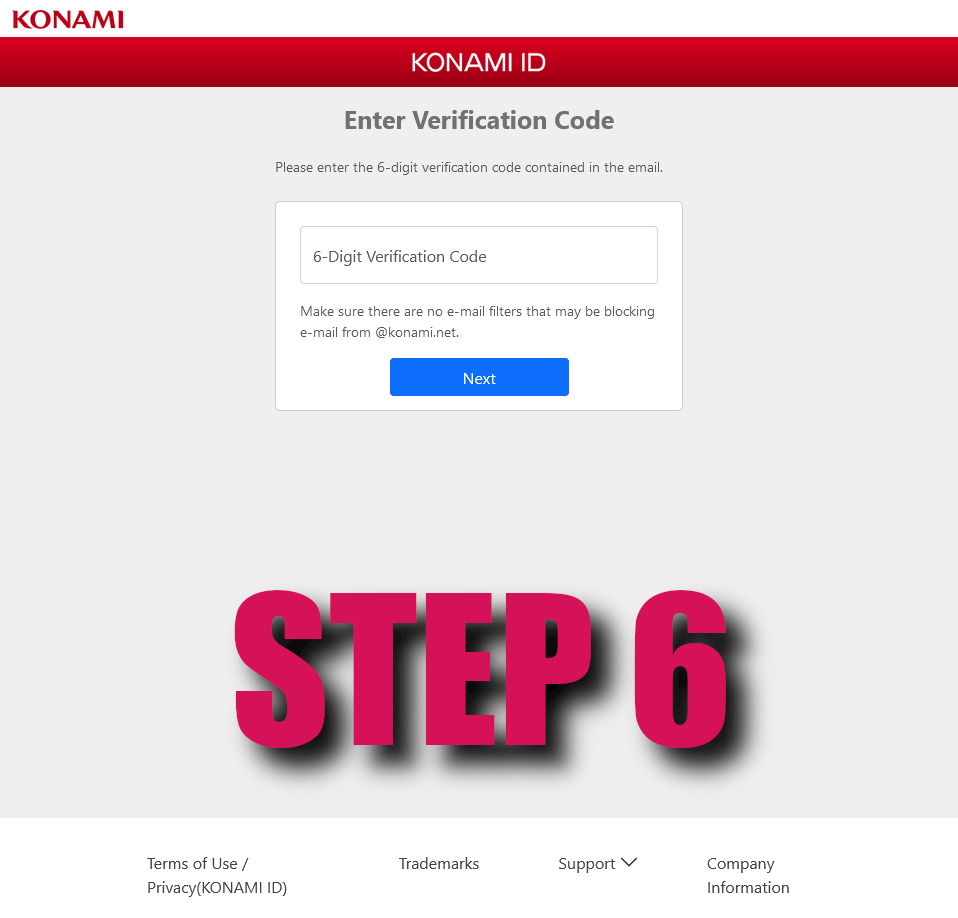 KONAMI
KONAMI ID
Enter Verification Code
Please enter the 6-digit verification code contained in the email.
6-Digit Verification Code
Make sure there are no e-mail filters that may be blocking
e-mail from @konami.net.
Next
STEP 6
Terms of Use /
Privacy(KONAMI ID)
Trademarks
Support
Company
Information